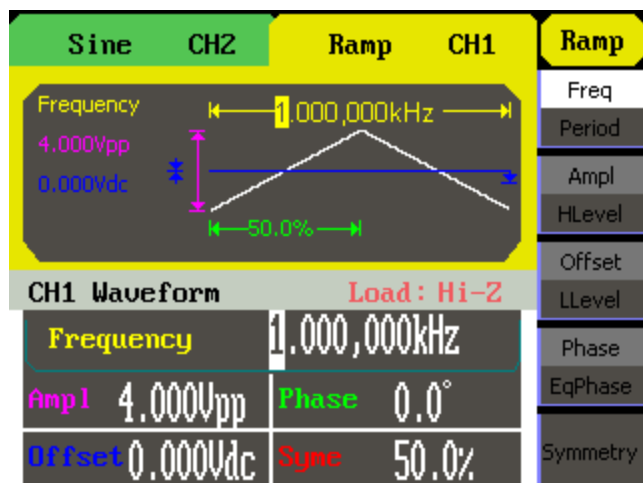 Sine CH2
Ramp CH1
Ramp
Frequency
1.000,000kHz
4.000Vpp
0.000Vdc
50.0%
CH1 Waveform
Load: Hi-Z
Frequency 1.000,000kHz
Ampl 4.000Vpp
Phase 0.0°
Offset 0.000Vdc
Syme 50.0%
Freq
Period
Ampl
HLevel
Offset
LLevel
Phase
EqPhase
Symmetry